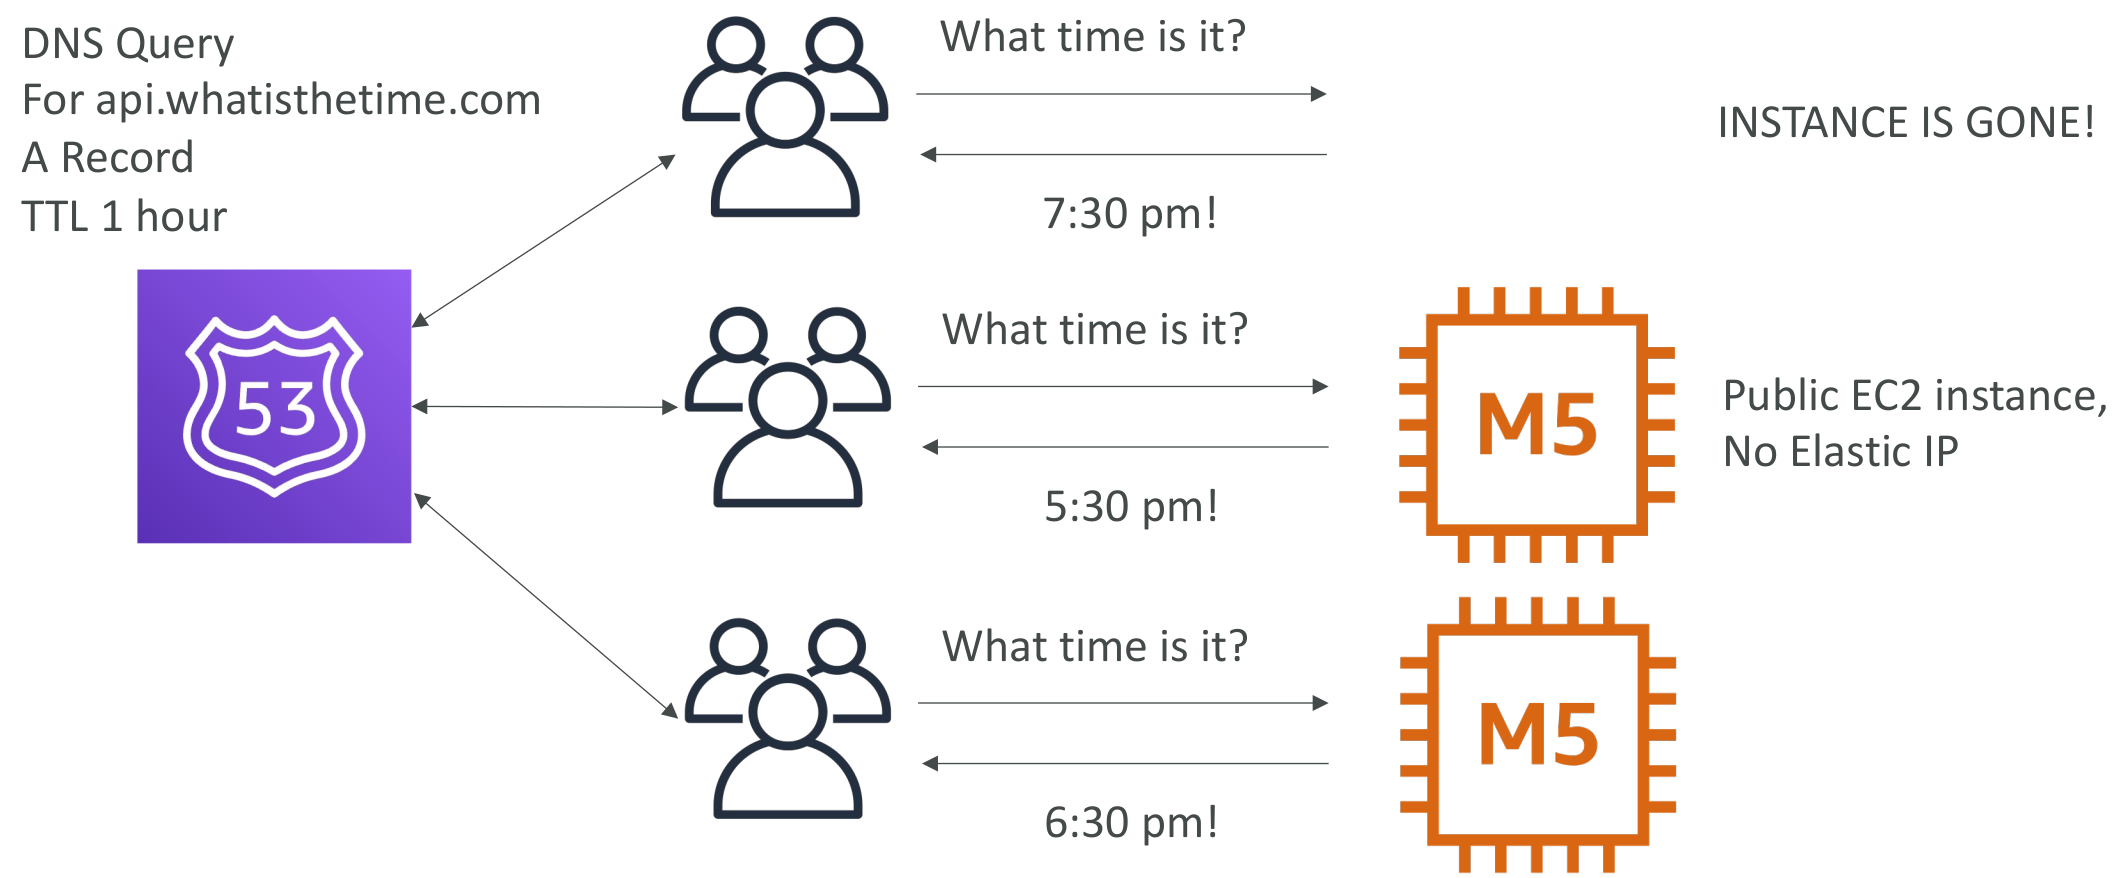 DNS Query
For api.whatisthetime.com
A Record
TTL 1 hour
53
What time is it?
7:30 pm!
INSTANCE IS GONE!
What time is it?
5:30 pm!
M5
Public EC2 instance,
No Elastic IP
What time is it?
6:30 pm!
M5